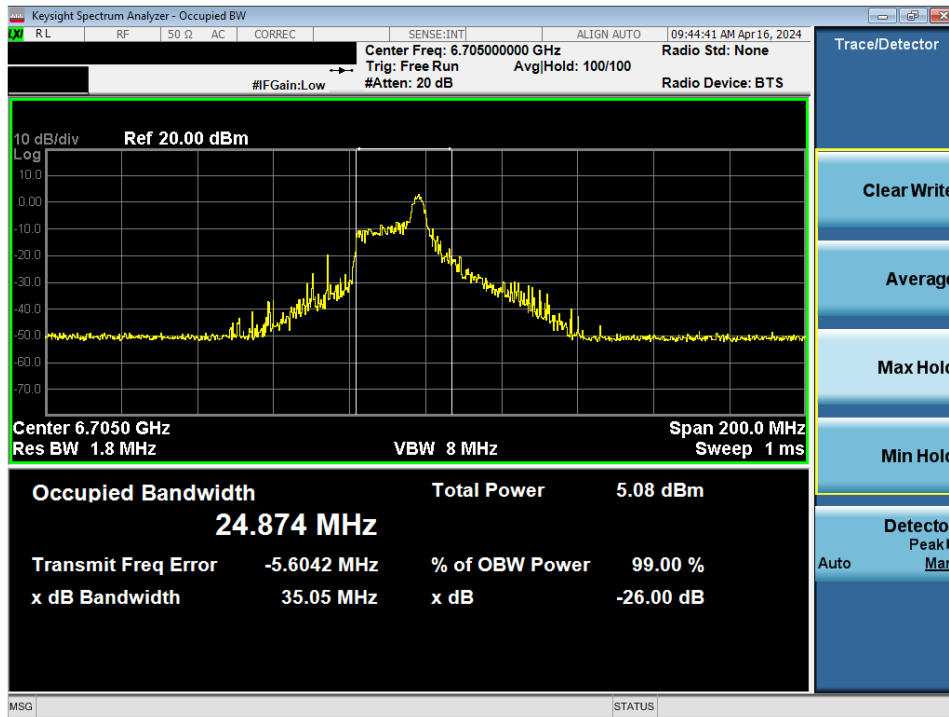 Keysight Spectrum Analyzer - Occupied BW
LXI RL RF 50 Ω AC CORREC SENSE:INT ALIGN AUTO 09:44:41 AM Apr 16, 2024
Center Freq: 6.705000000 GHz Radio Std: None
Trig: Free Run Avg|Hold: 100/100
#IFGain:Low #Atten: 20 dB Radio Device: BTS
Trace/Detector
10 dB/div Ref 20.00 dBm
Log
10.0
0.00
-10.0
-20.0
-30.0
-40.0
-50.0
-60.0
-70.0
Center 6.7050 GHz Span 200.0 MHz
Res BW 1.8 MHz VBW 8 MHz Sweep 1 ms
Occupied Bandwidth Total Power 5.08 dBm
24.874 MHz
Transmit Freq Error -5.6042 MHz % of OBW Power 99.00 %
x dB Bandwidth 35.05 MHz x dB -26.00 dB
Clear Write
Average
Max Hold
Min Hold
Detector
Peak
Auto Man
MSG STATUS